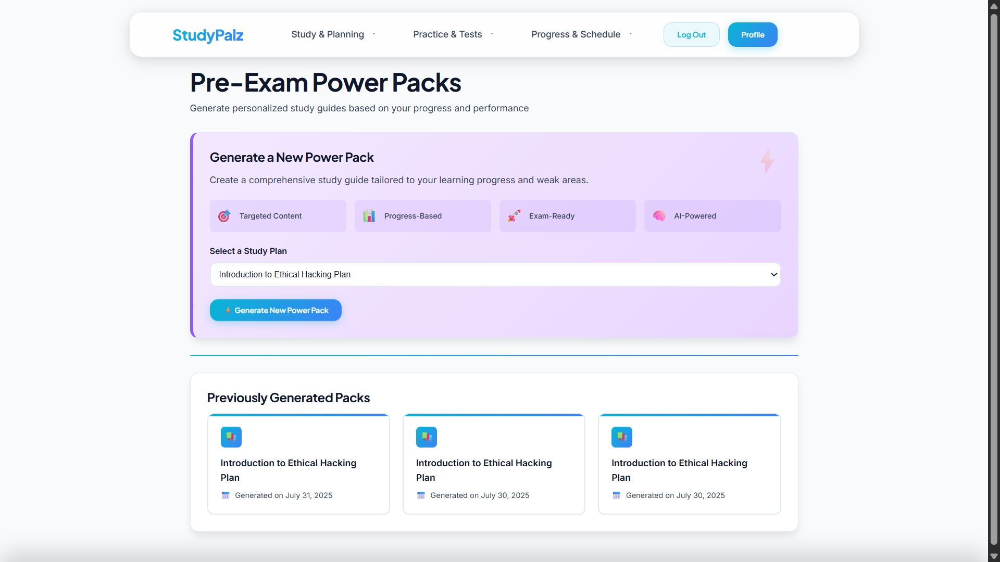 StudyPalz
Study & Planning
Practice & Tests
Progress & Schedule
Log Out
Profile
Pre-Exam Power Packs
Generate personalized study guides based on your progress and performance
Generate a New Power Pack
Create a comprehensive study guide tailored to your learning progress and weak areas.
Targeted Content
Progress-Based
Exam-Ready
AI-Powered
Select a Study Plan
Introduction to Ethical Hacking Plan
Generate New Power Pack
Previously Generated Packs
Introduction to Ethical Hacking
Plan
Generated on July 31, 2025
Introduction to Ethical Hacking
Plan
Generated on July 30, 2025
Introduction to Ethical Hacking
Plan
Generated on July 30, 2025